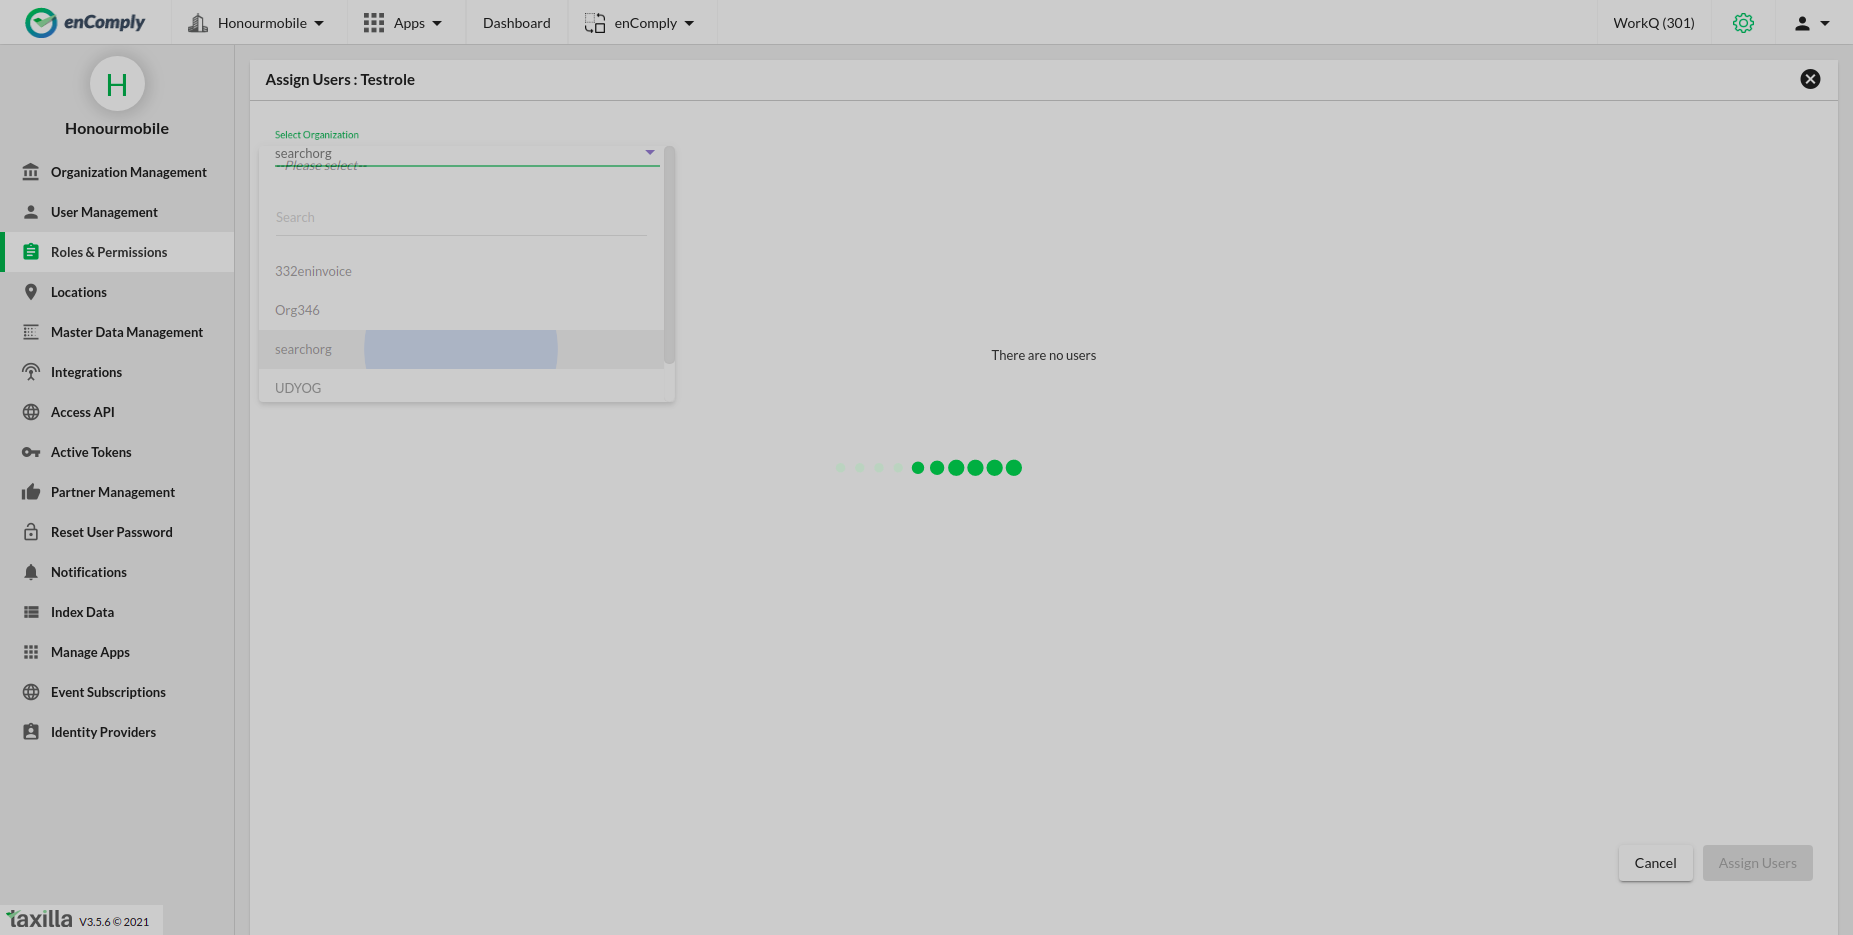 enComply
Honourmobile
Apps
Dashboard
enComply
WorkQ (301)
H
Honourmobile
Organization Management
User Management
Roles & Permissions
Locations
Master Data Management
Integrations
Access API
Active Tokens
Partner Management
Reset User Password
Notifications
Index Data
Manage Apps
Event Subscriptions
Identity Providers
taxilla V3.5.6 © 2021
Assign Users : Testrole
Select Organization
searchorg
--Please select--
Search
332eninvoice
Org346
searchorg
UDYOG
There are no users
Cancel
Assign Users